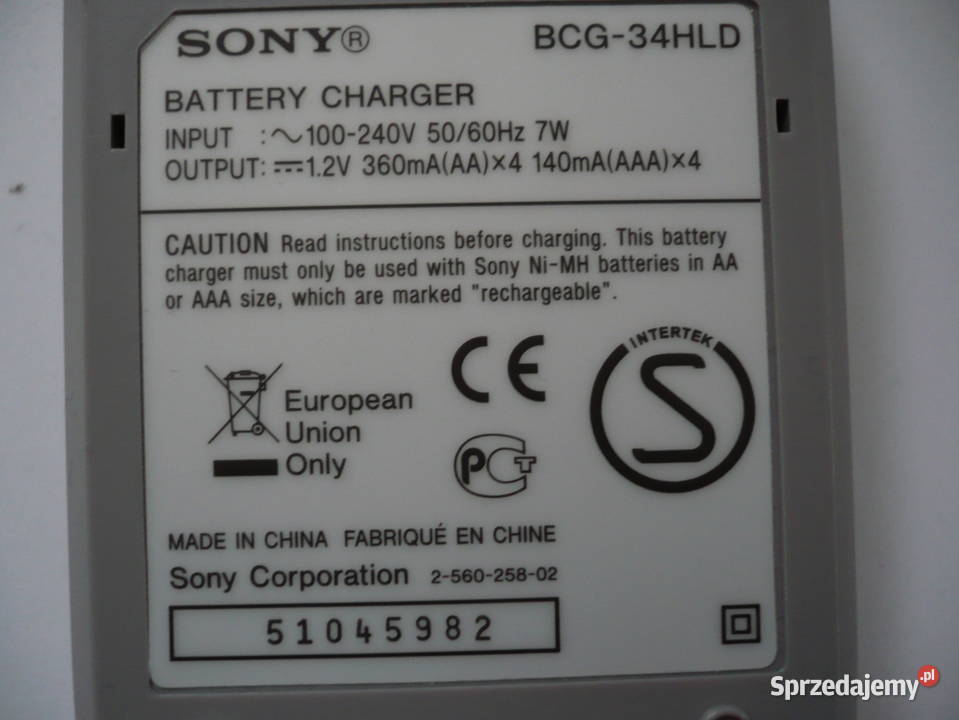 SONY® BCG-34HLD
BATTERY CHARGER
INPUT :～100-240V 50/60Hz 7W
OUTPUT: ⎓1.2V 360mA(AA)×4 140mA(AAA)×4
CAUTION Read instructions before charging. This battery
charger must only be used with Sony Ni-MH batteries in AA
or AAA size, which are marked "rechargeable".
INTERTEK
S
CE
European
Union
Only
PCT
MADE IN CHINA FABRIQUÉ EN CHINE
Sony Corporation 2-560-258-02
51045982
Sprzedajemy.pl